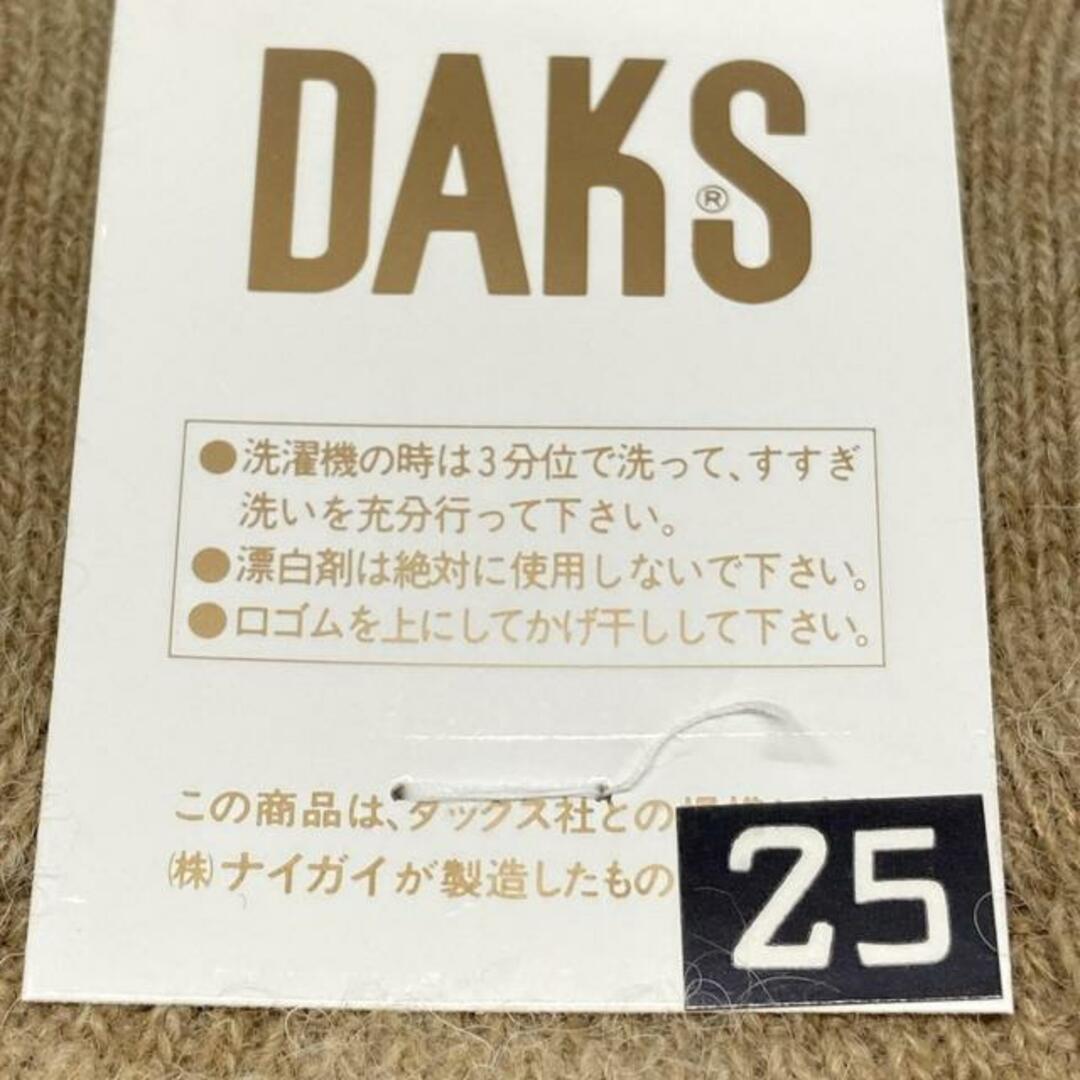 DAKS®
●洗濯機の時は3分位で洗って、すすぎ
洗いを充分行って下さい。
●漂白剤は絶対に使用しないで下さい。
●口ゴムを上にしてかげ干しして下さい。
この商品は、ダックス社との
㈱ナイガイが製造したもの
25